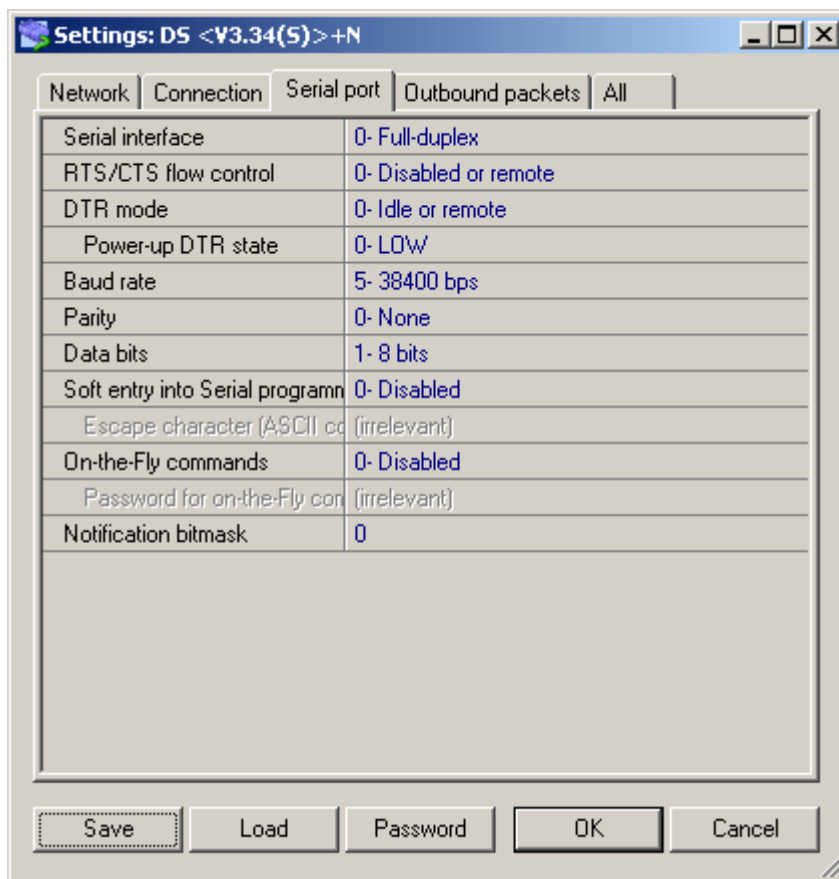 Settings: DS <V3.34(S)>+N
Network Connection Serial port Outbound packets All
Serial interface 0- Full-duplex
RTS/CTS flow control 0- Disabled or remote
DTR mode 0- Idle or remote
Power-up DTR state 0- LOW
Baud rate 5- 38400 bps
Parity 0- None
Data bits 1- 8 bits
Soft entry into Serial programn 0- Disabled
Escape character (ASCII cc (irrelevant)
On-the-Fly commands 0- Disabled
Password for on-the-Fly con (irrelevant)
Notification bitmask 0
Save Load Password OK Cancel